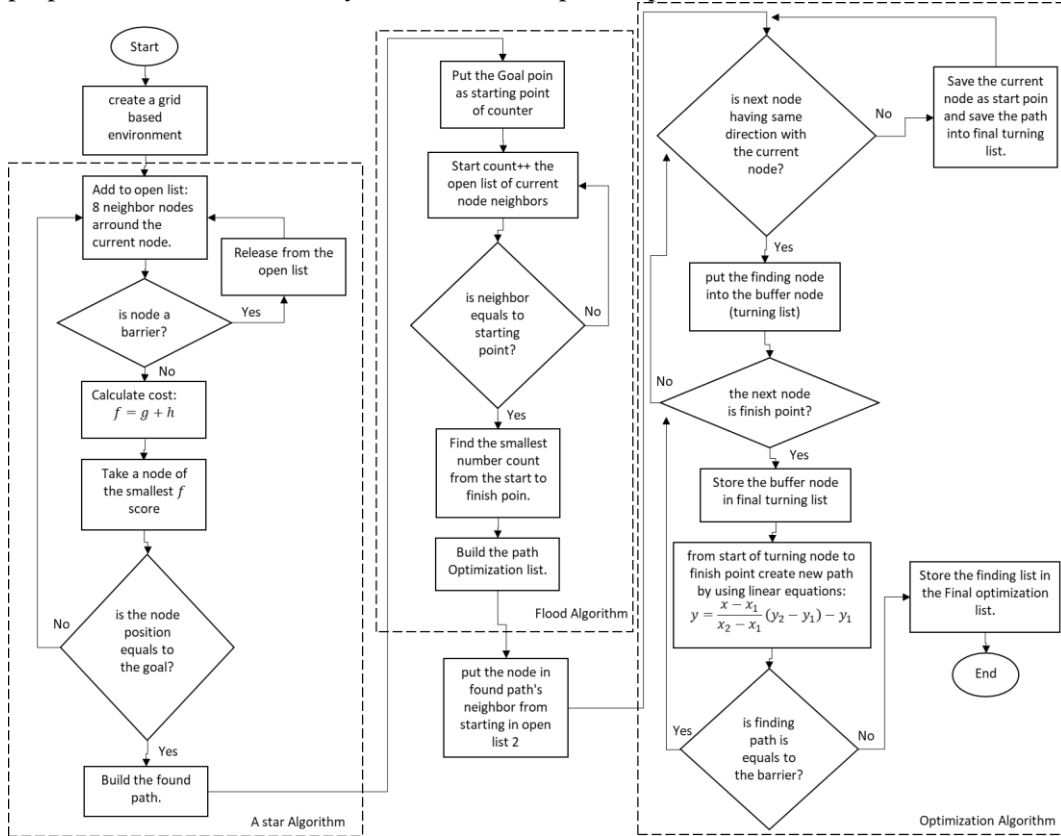 Start
create a grid
based
environment
Add to open list:
8 neighbor nodes
arround the
current node.
Release from the
open list
is node a
barrier?
Yes
No
Calculate cost:
f = g + h
Take a node of
the smallest f
score
is the node
position
equals to
the goal?
No
Yes
Build the found
path.
A star Algorithm
Put the Goal poin
as starting point
of counter
Start count++ the
open list of current
node neighbors
is neighbor
equals to
starting
point?
No
Yes
Find the smallest
number count
from the start to
finish poin.
Build the path
Optimization list.
Flood Algorithm
put the node in
found path's
neighbor from
starting in open
list 2
is next node
having same
direction with
the current
node?
No
Save the current
node as start poin
and save the path
into final turning
list.
Yes
put the finding node
into the buffer node
(turning list)
No
the next node
is finish point?
Yes
Store the buffer node
in final turning list
from start of turning node to
finish point create new path
by using linear equations:
y = \frac{x - x_1}{x_2 - x_1} (y_2 - y_1) - y_1
is finding
path is
equals to
the barrier?
Yes
No
Store the finding list in
the Final optimization
list.
End
Optimization Algorithm